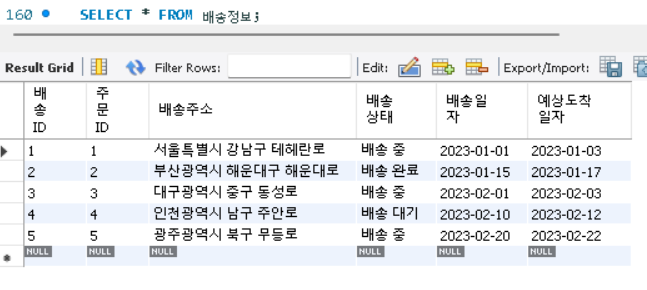 160 SELECT * FROM 배송정보;
Result Grid Filter Rows: Edit: Export/Import:
배송ID 주문ID 배송주소 배송상태 배송일자 예상도착일자
1 1 서울특별시 강남구 테헤란로 배송 중 2023-01-01 2023-01-03
2 2 부산광역시 해운대구 해운대로 배송 완료 2023-01-15 2023-01-17
3 3 대구광역시 중구 동성로 배송 중 2023-02-01 2023-02-03
4 4 인천광역시 남구 주안로 배송 대기 2023-02-10 2023-02-12
5 5 광주광역시 북구 무등로 배송 중 2023-02-20 2023-02-22
NULL NULL NULL NULL NULL NULL